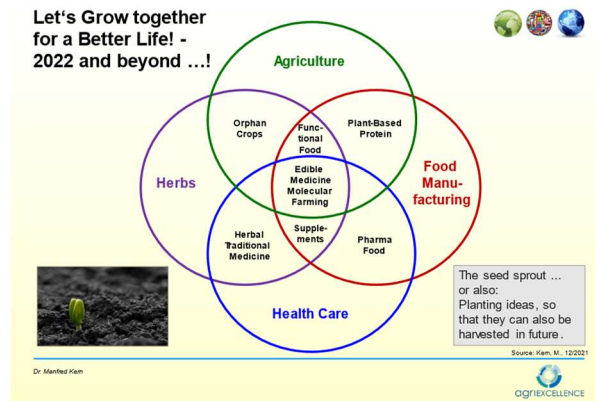 Let‘s Grow together
for a Better Life! -
2022 and beyond …!
Agriculture
Orphan
Crops
Func-
tional
Food
Plant-Based
Protein
Herbs
Edible
Medicine
Molecular
Farming
Food
Manu-
facturing
Herbal
Traditional
Medicine
Supple-
ments
Pharma
Food
Health Care
The seed sprout …
or also:
Planting ideas, so
that they can also be
harvested in future.
Source: Kern, M., 12/2021
Dr. Manfred Kern
agriEXCELLENCE